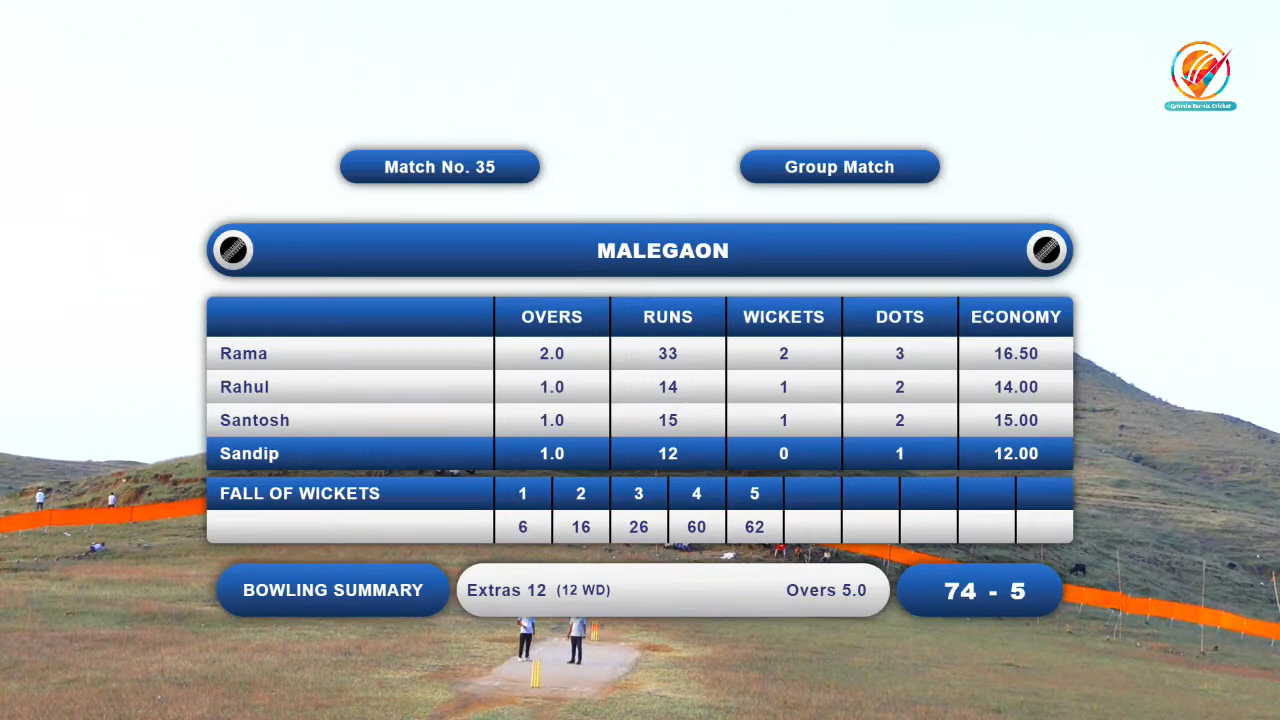 Gramin Tennis Cricket
Match No. 35
Group Match
MALEGAON
OVERS RUNS WICKETS DOTS ECONOMY
Rama 2.0 33 2 3 16.50
Rahul 1.0 14 1 2 14.00
Santosh 1.0 15 1 2 15.00
Sandip 1.0 12 0 1 12.00
FALL OF WICKETS 1 2 3 4 5
6 16 26 60 62
BOWLING SUMMARY Extras 12 (12 WD) Overs 5.0 74 - 5